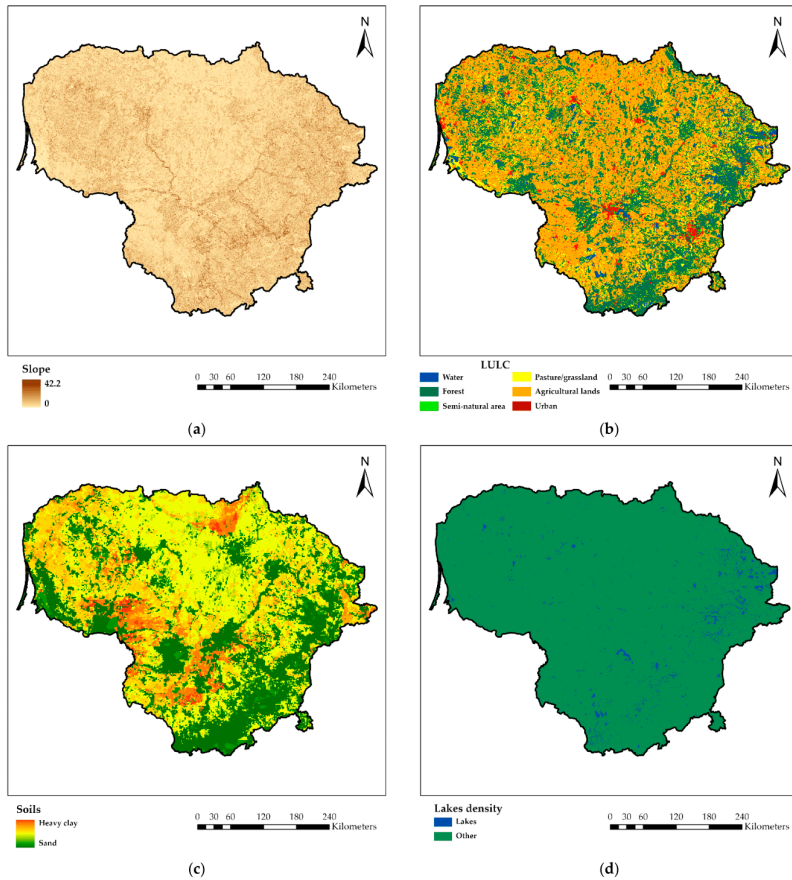 N
N
Slope
42.2
0
0 30 60 120 180 240
Kilometers
(a)
LULC
Water
Pasture/grassland
Forest
Agricultural lands
Semi-natural area
Urban
0 30 60 120 180 240
Kilometers
(b)
N
N
Soils
Heavy clay
Sand
0 30 60 120 180 240
Kilometers
(c)
Lakes density
Lakes
Other
0 30 60 120 180 240
Kilometers
(d)